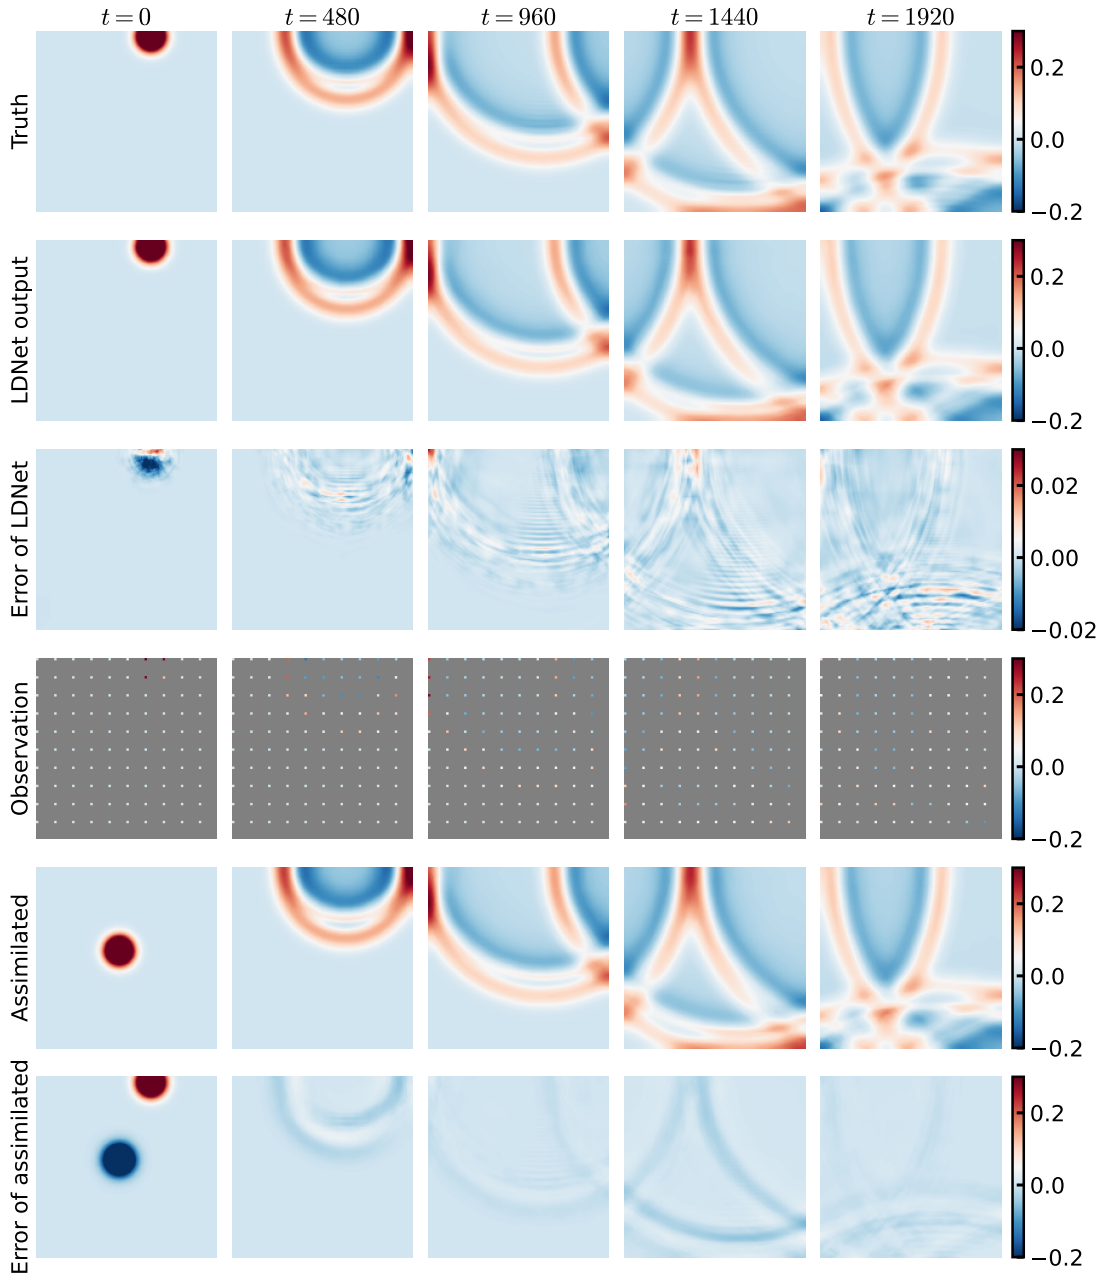 t = 0 t = 480 t = 960 t = 1440 t = 1920
Truth
0.2
0.0
−0.2
LDNet output
0.2
0.0
−0.2
Error of LDNet
0.02
0.00
−0.02
Observation
0.2
0.0
−0.2
Assimilated
0.2
0.0
−0.2
Error of assimilated
0.2
0.0
−0.2